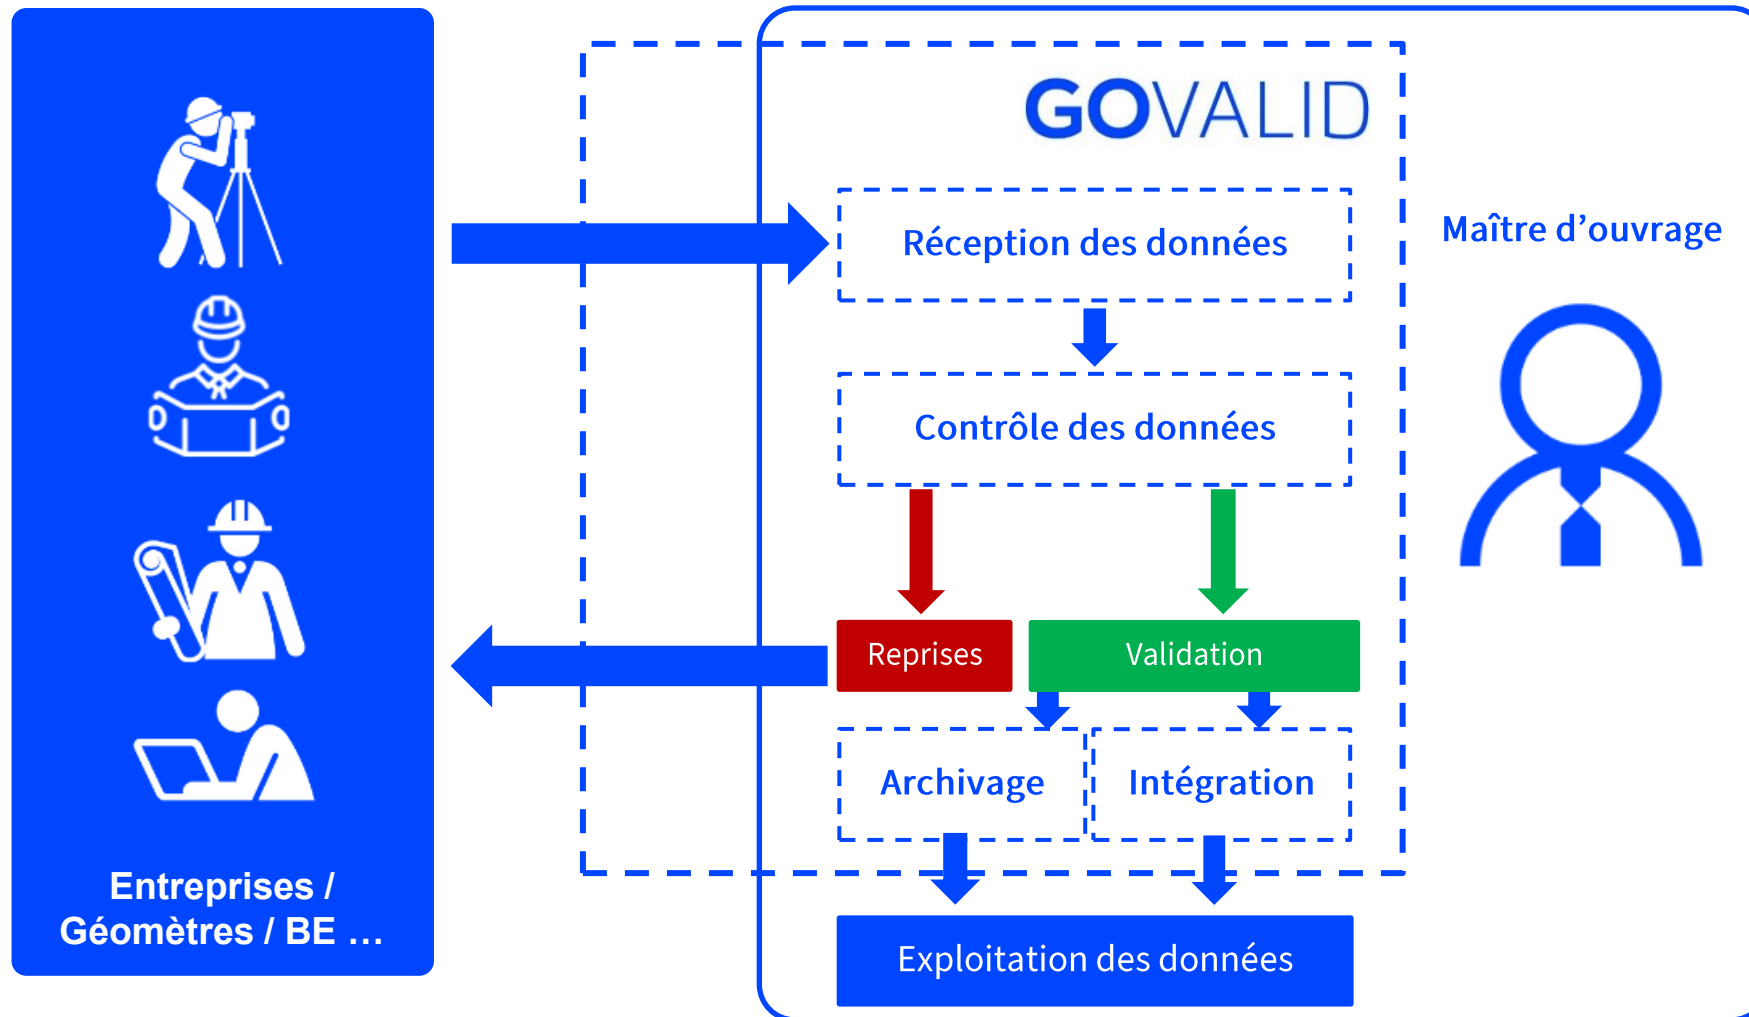 GOVALID
Réception des données
Maître d'ouvrage
Contrôle des données
Reprises
Validation
Archivage
Intégration
Entreprises /
Géomètres / BE …
Exploitation des données